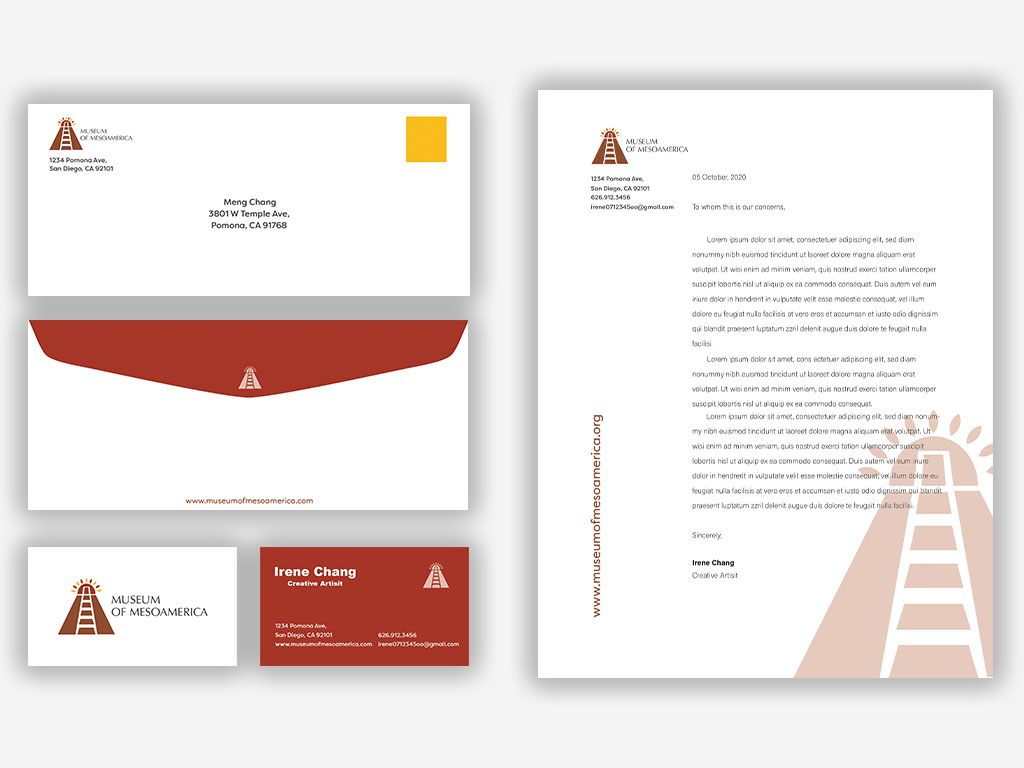 MUSEUM
OF MESOAMERICA
1234 Pomona Ave,
San Diego, CA 92101
Meng Chang
3801 W Temple Ave,
Pomona, CA 91768
www.museumofmesoamerica.com
MUSEUM
OF MESOAMERICA
Irene Chang
Creative Artisit
1234 Pomona Ave,
San Diego, CA 92101
626.912.3456
www.museumofmesoamerica.com
irene0712345oo@gmail.com
MUSEUM
OF MESOAMERICA
1234 Pomona Ave,
San Diego, CA 92101
626.912.3456
irene0712345oo@gmail.com
05 October, 2020
To whom this is our concerns,
Lorem ipsum dolor sit amet, consectetuer adipiscing elit, sed diam
nonummy nibh euismod tincidunt ut laoreet dolore magna aliquam erat
volutpat. Ut wisi enim ad minim veniam, quis nostrud exerci tation ullamcorper
suscipit lobortis nisl ut aliquip ex ea commodo consequat. Duis autem vel eum
iriure dolor in hendrerit in vulputate velit esse molestie consequat, vel illum
dolore eu feugiat nulla facilisis at vero eros et accumsan et iusto odio dignissim
qui blandit praesent luptatum zzril delenit augue duis dolore te feugait nulla
facilisi.
Lorem ipsum dolor sit amet, cons ectetuer adipiscing elit, sed diam
nonummy nibh euismod tincidunt ut laoreet dolore magna aliquam erat
volutpat. Ut wisi enim ad minim veniam, quis nostrud exerci tation ullamcorper
suscipit lobortis nisl ut aliquip ex ea commodo consequat.
Lorem ipsum dolor sit amet, consectetuer adipiscing elit, sed diam nonum-
my nibh euismod tincidunt ut laoreet dolore magna aliquam erat volutpat. Ut
wisi enim ad minim veniam, quis nostrud exerci tation ullamcorper suscipit
lobortis nisl ut aliquip ex ea commodo consequat. Duis autem vel eum iriure
dolor in hendrerit in vulputate velit esse molestie consequat, vel illum dolore eu
feugiat nulla facilisis at vero eros et accumsan et iusto odio dignissim qui blandit
praesent luptatum zzril delenit augue duis dolore te feugait nulla facilisi.
Sincerely,
Irene Chang
Creative Artisit
www.museumofmesoamerica.org